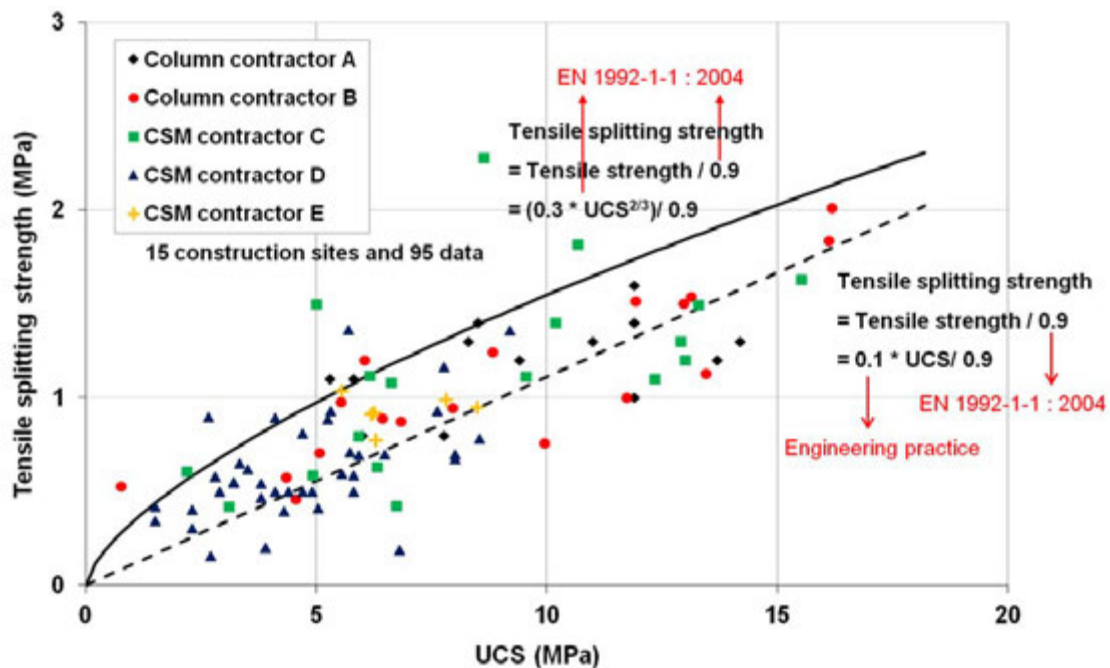 3
Column contractor A
Column contractor B
CSM contractor C
CSM contractor D
CSM contractor E
15 construction sites and 95 data
EN 1992-1-1 : 2004
Tensile splitting strength
= Tensile strength / 0.9
= (0.3 * UCS^2/3)/ 0.9
2
Tensile splitting strength
= Tensile strength / 0.9
= 0.1 * UCS/ 0.9
EN 1992-1-1 : 2004
Engineering practice
1
0
Tensile splitting strength (MPa)
0 5 10 15 20
UCS (MPa)